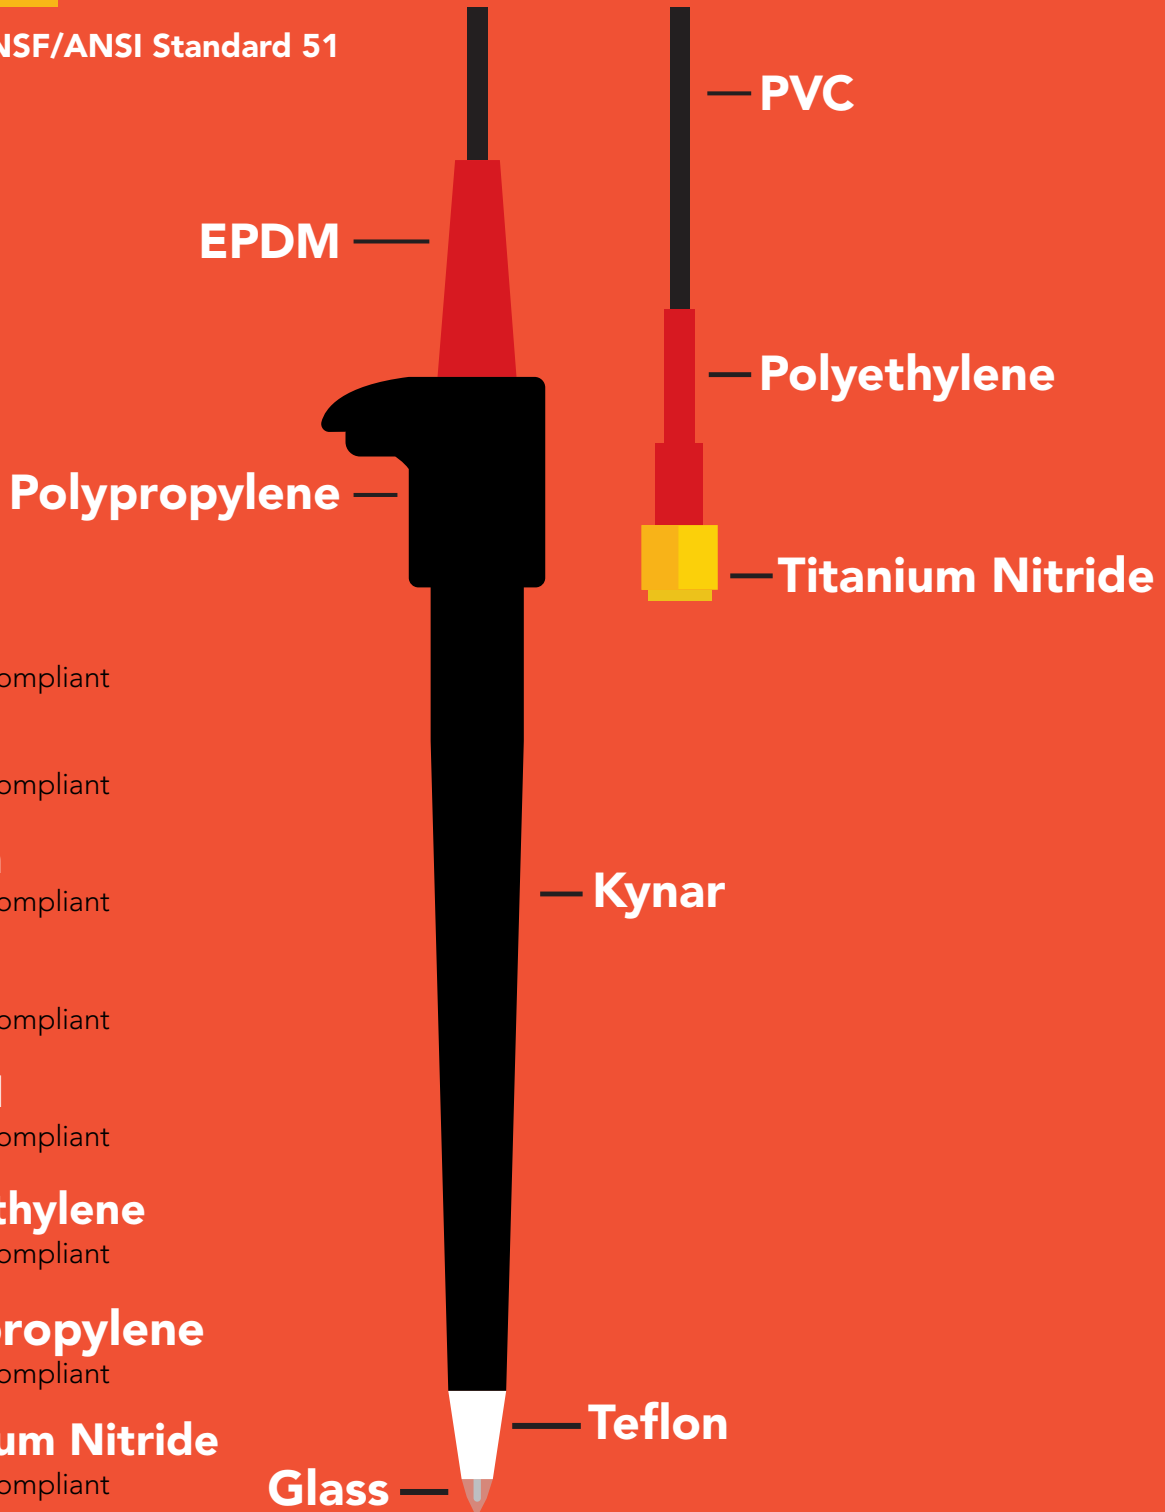 NSF/ANSI Standard 51
PVC
EPDM
Polyethylene
Polypropylene
Titanium Nitride
ompliant
ompliant
Kynar
ompliant
ompliant
ompliant
thylene
ompliant
propylene
ompliant
Teflon
um Nitride
ompliant
Glass